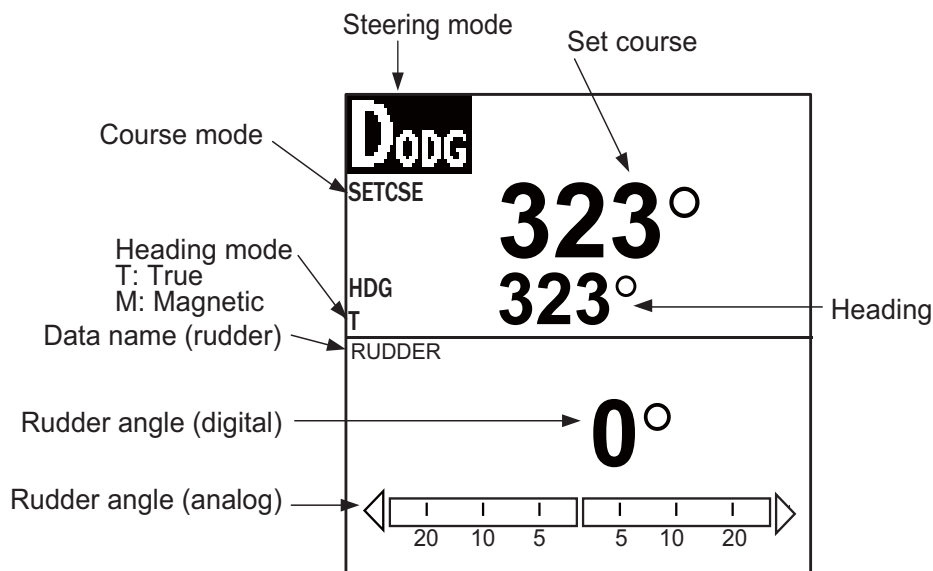 Steering mode
Set course
DODG
Course mode
SETCSE
323°
Heading mode
T: True
M: Magnetic
HDG
323°
Heading
T
Data name (rudder)
RUDDER
Rudder angle (digital)
0°
Rudder angle (analog)
20 10 5 5 10 20